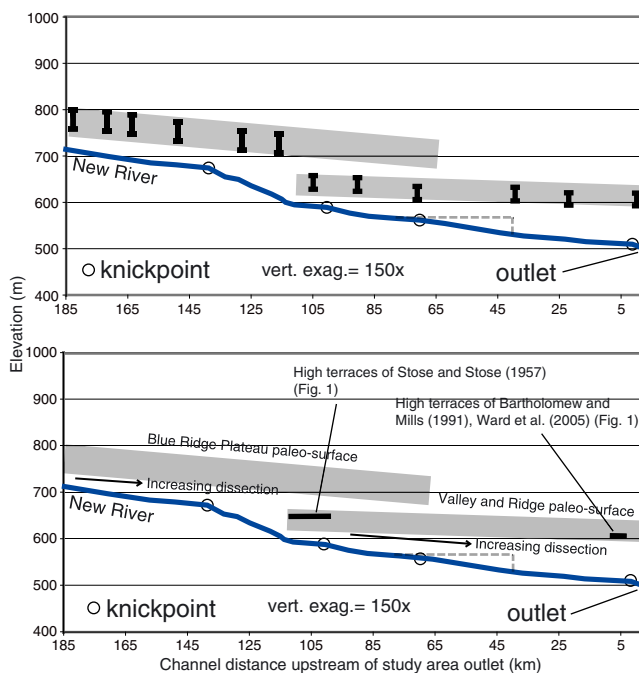 1000
900
800
700
600
500
400
New River
knickpoint
vert. exag.= 150x
outlet
185
165
145
125
105
85
65
45
25
5
Elevation (m)
1000
900
800
700
600
500
400
High terraces of Stose and Stose (1957)
(Fig. 1)
High terraces of Bartholomew and
Mills (1991), Ward et al. (2005) (Fig. 1)
Blue Ridge Plateau paleo-surface
Increasing dissection
New River
Valley and Ridge paleo-surface
Increasing dissection
knickpoint
vert. exag.= 150x
outlet
185
165
145
125
105
85
65
45
25
5
Channel distance upstream of study area outlet (km)